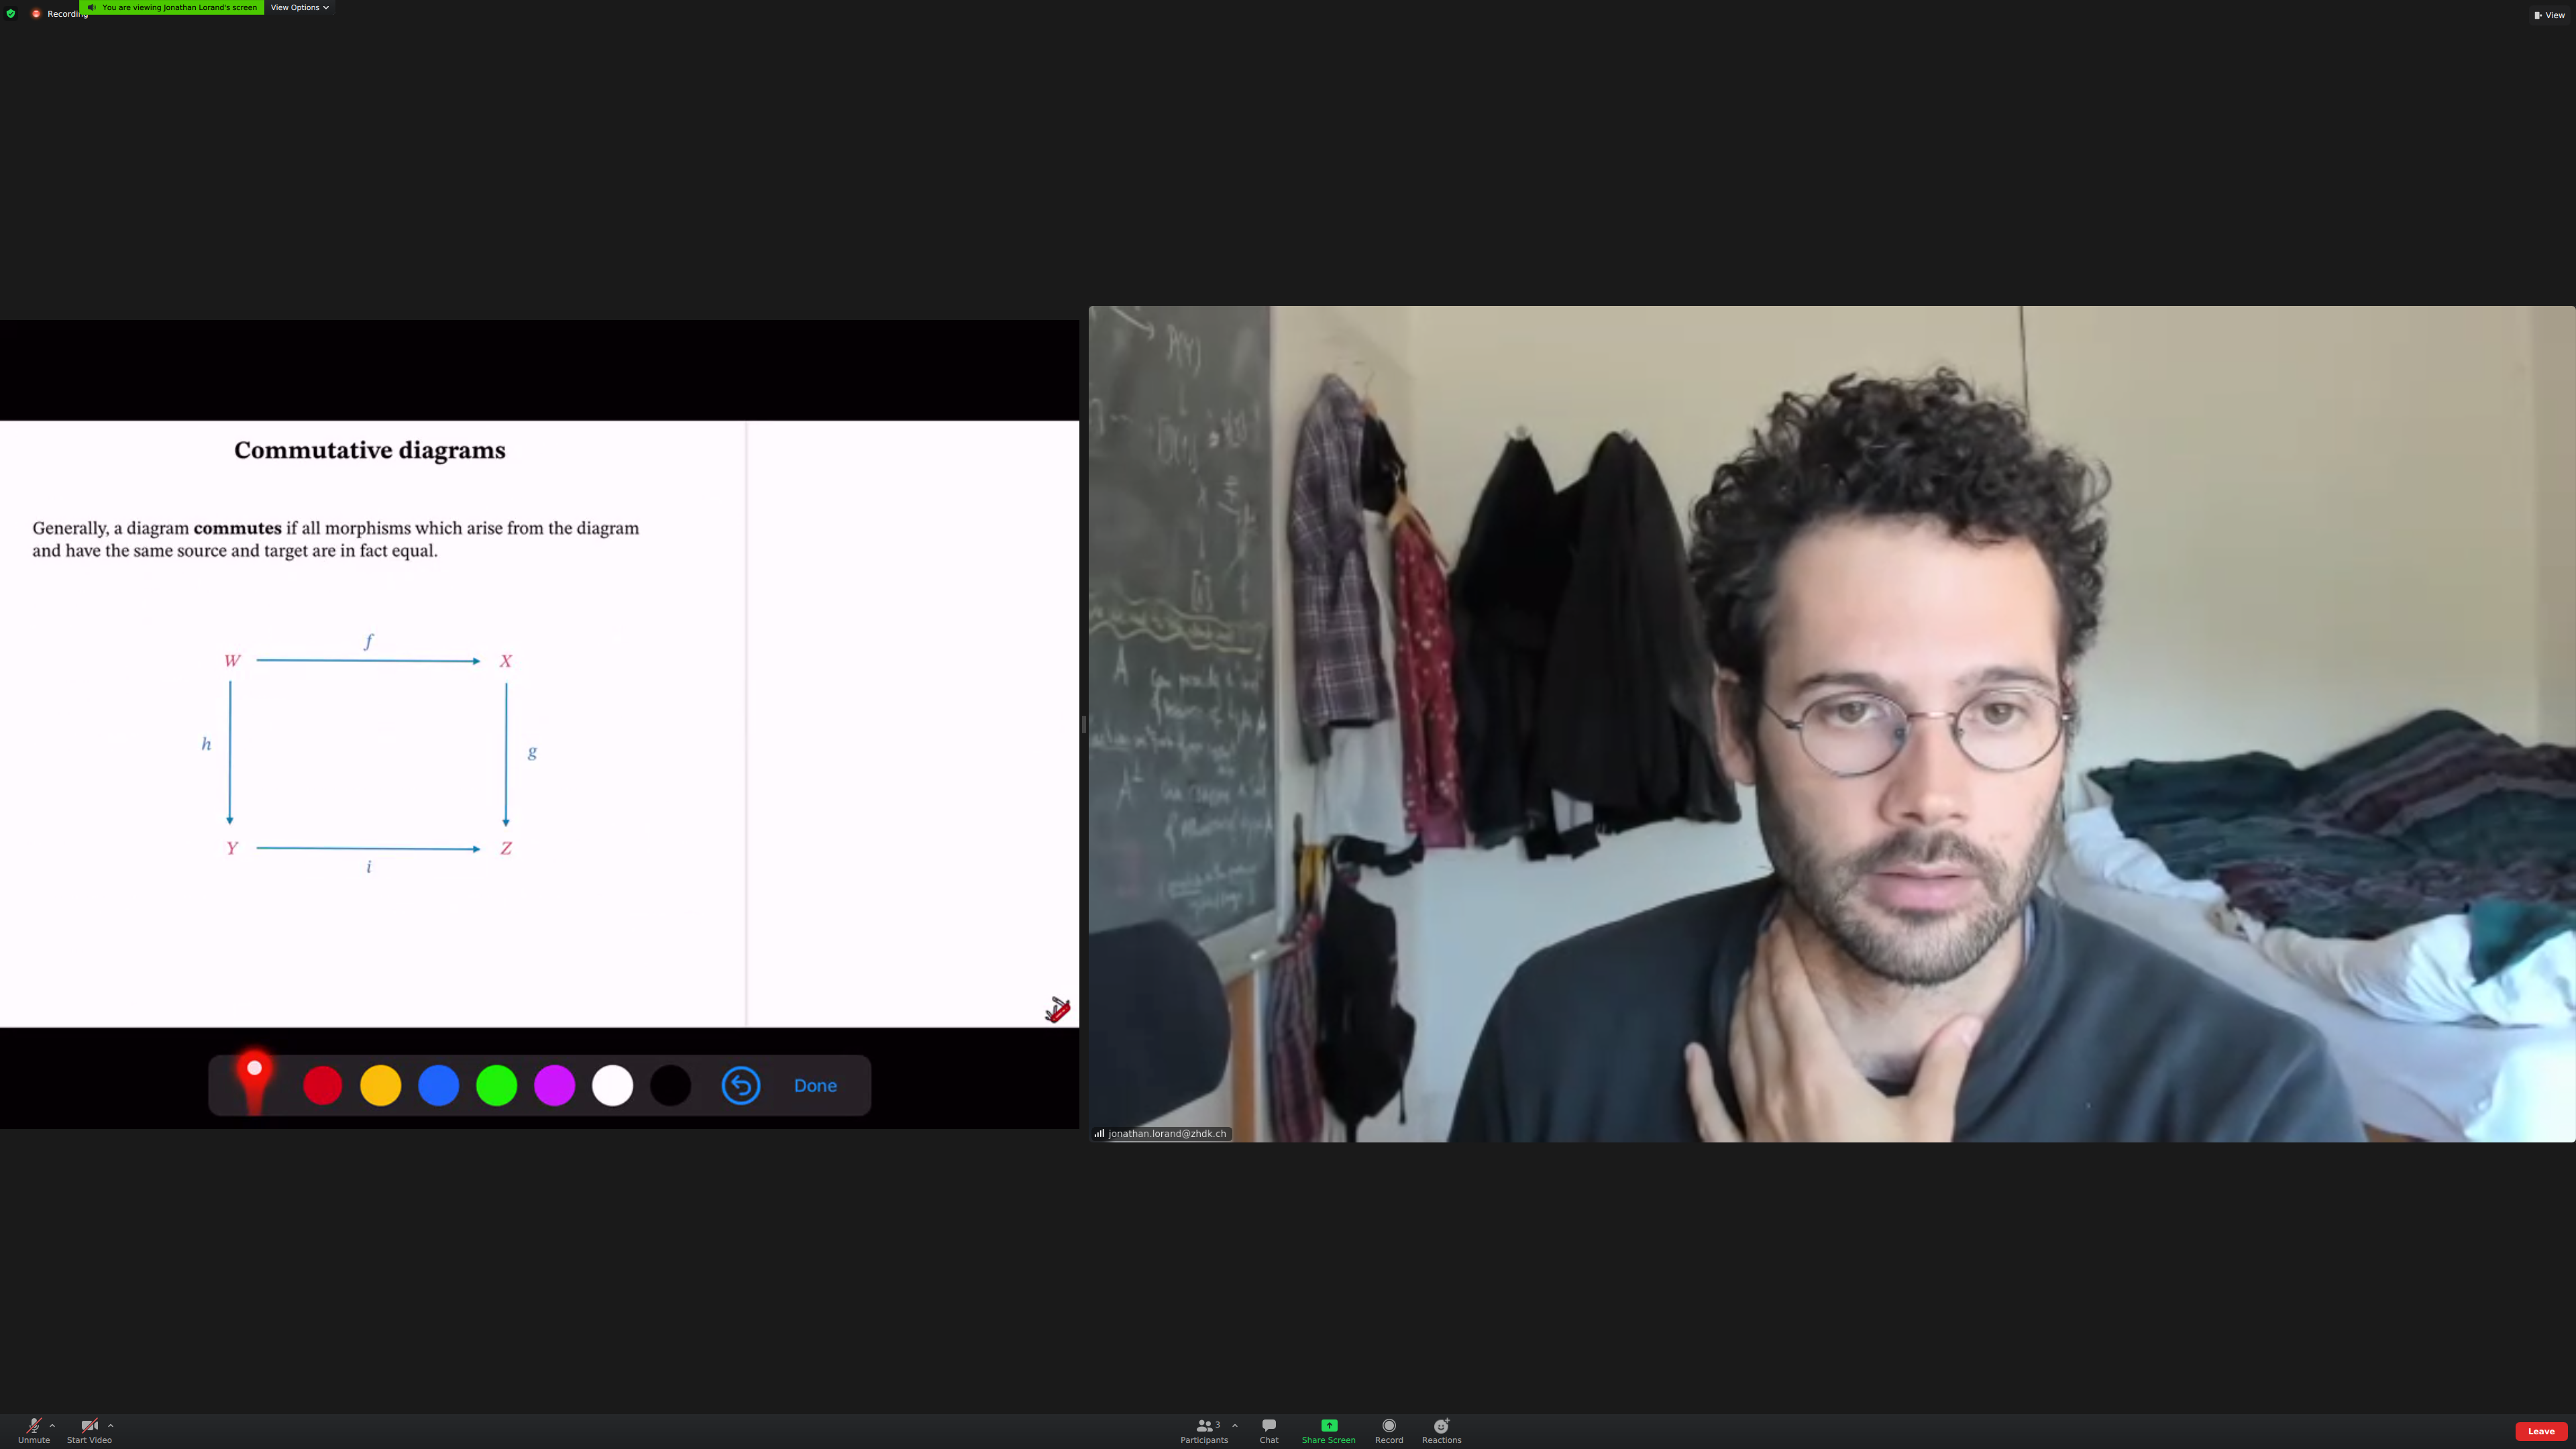 Recording
You are viewing Jonathan Lorand's screen
View Options
View
Commutative diagrams
Generally, a diagram commutes if all morphisms which arise from the diagram
and have the same source and target are in fact equal.
f
W
X
h
g
Y
Z
i
Done
P(Y)
A
jonathan.lorand@zhdk.ch
Unmute
Start Video
3
Participants
Chat
Share Screen
Record
Reactions
Leave